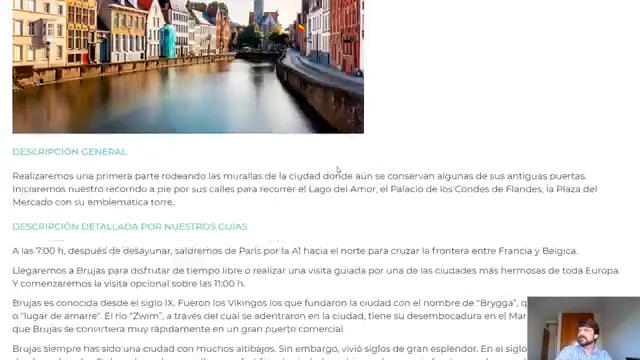 DESCRIPCIÓN GENERAL
Realizaremos una primera parte rodeando las murallas de la ciudad donde aún se conservan algunas de sus antiguas puertas.
Iniciaremos nuestro recorrido a pie por sus calles para recorrer el Lago del Amor, el Palacio de los Condes de Flandes, la Plaza del
Mercado con su emblematica torre.
DESCRIPCIÓN DETALLADA POR NUESTROS GUÍAS
A las 7:00 h, después de desayunar, saldremos de París por la A1 hacia el norte para cruzar la frontera entre Francia y Bélgica.
Llegaremos a Brujas para disfrutar de tiempo libre o realizar una visita guiada por una de las ciudades más hermosas de toda Europa.
Y comenzaremos la visita opcional sobre las 11:00 h.
Brujas es conocida desde el siglo IX. Fueron los Vikingos los que fundaron la ciudad con el nombre de "Brygga", q
o "lugar de amarre". El río "Zwim", a través del cual se adentraron en la ciudad, tiene su desembocadura en el Mar
que Brujas se convirtiera muy rápidamente en un gran puerto comercial.
Brujas siempre has sido una ciudad con muchos altibajos. Sin embargo, vivió siglos de gran esplendor. En el siglo